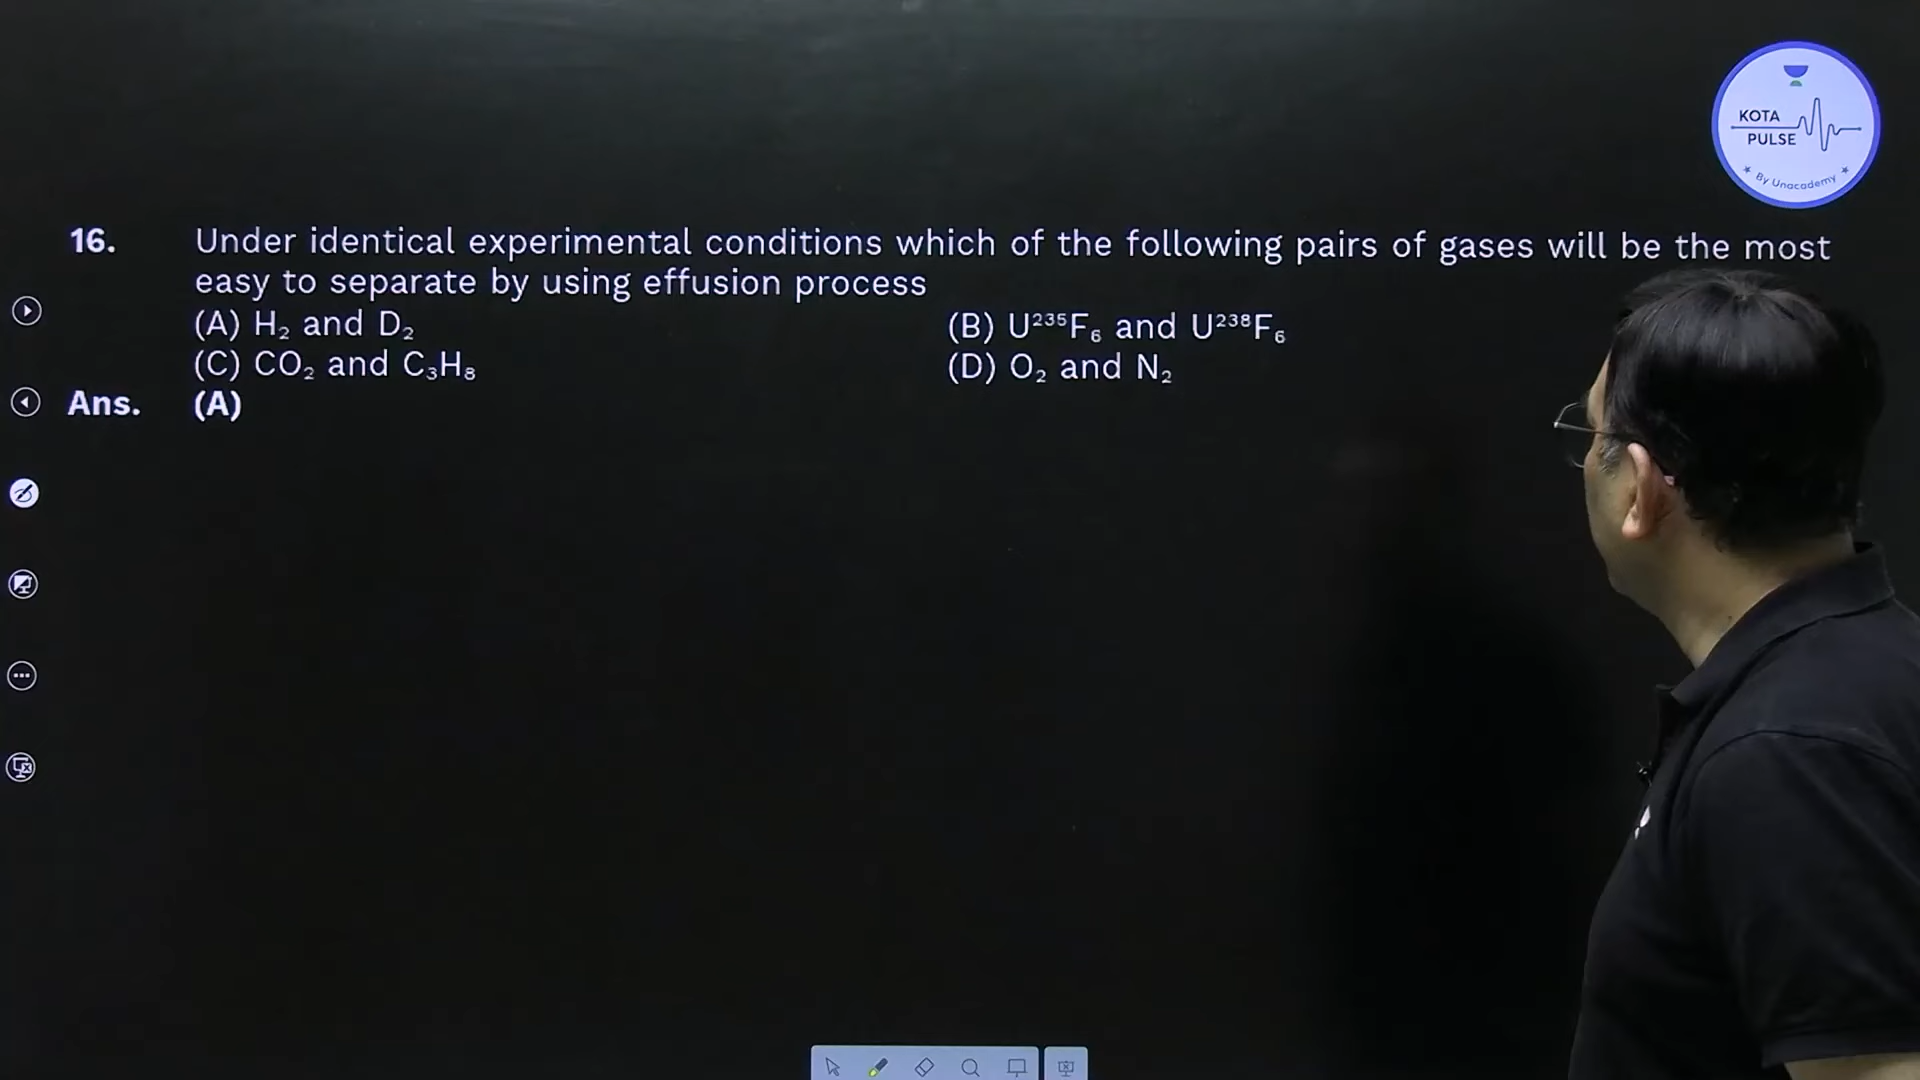 KOTA
PULSE
★ By Unacademy ★
16. Under identical experimental conditions which of the following pairs of gases will be the most
easy to separate by using effusion process
(A) H₂ and D₂ (B) U²³⁵F₆ and U²³⁸F₆
(C) CO₂ and C₃H₈ (D) O₂ and N₂
Ans. (A)